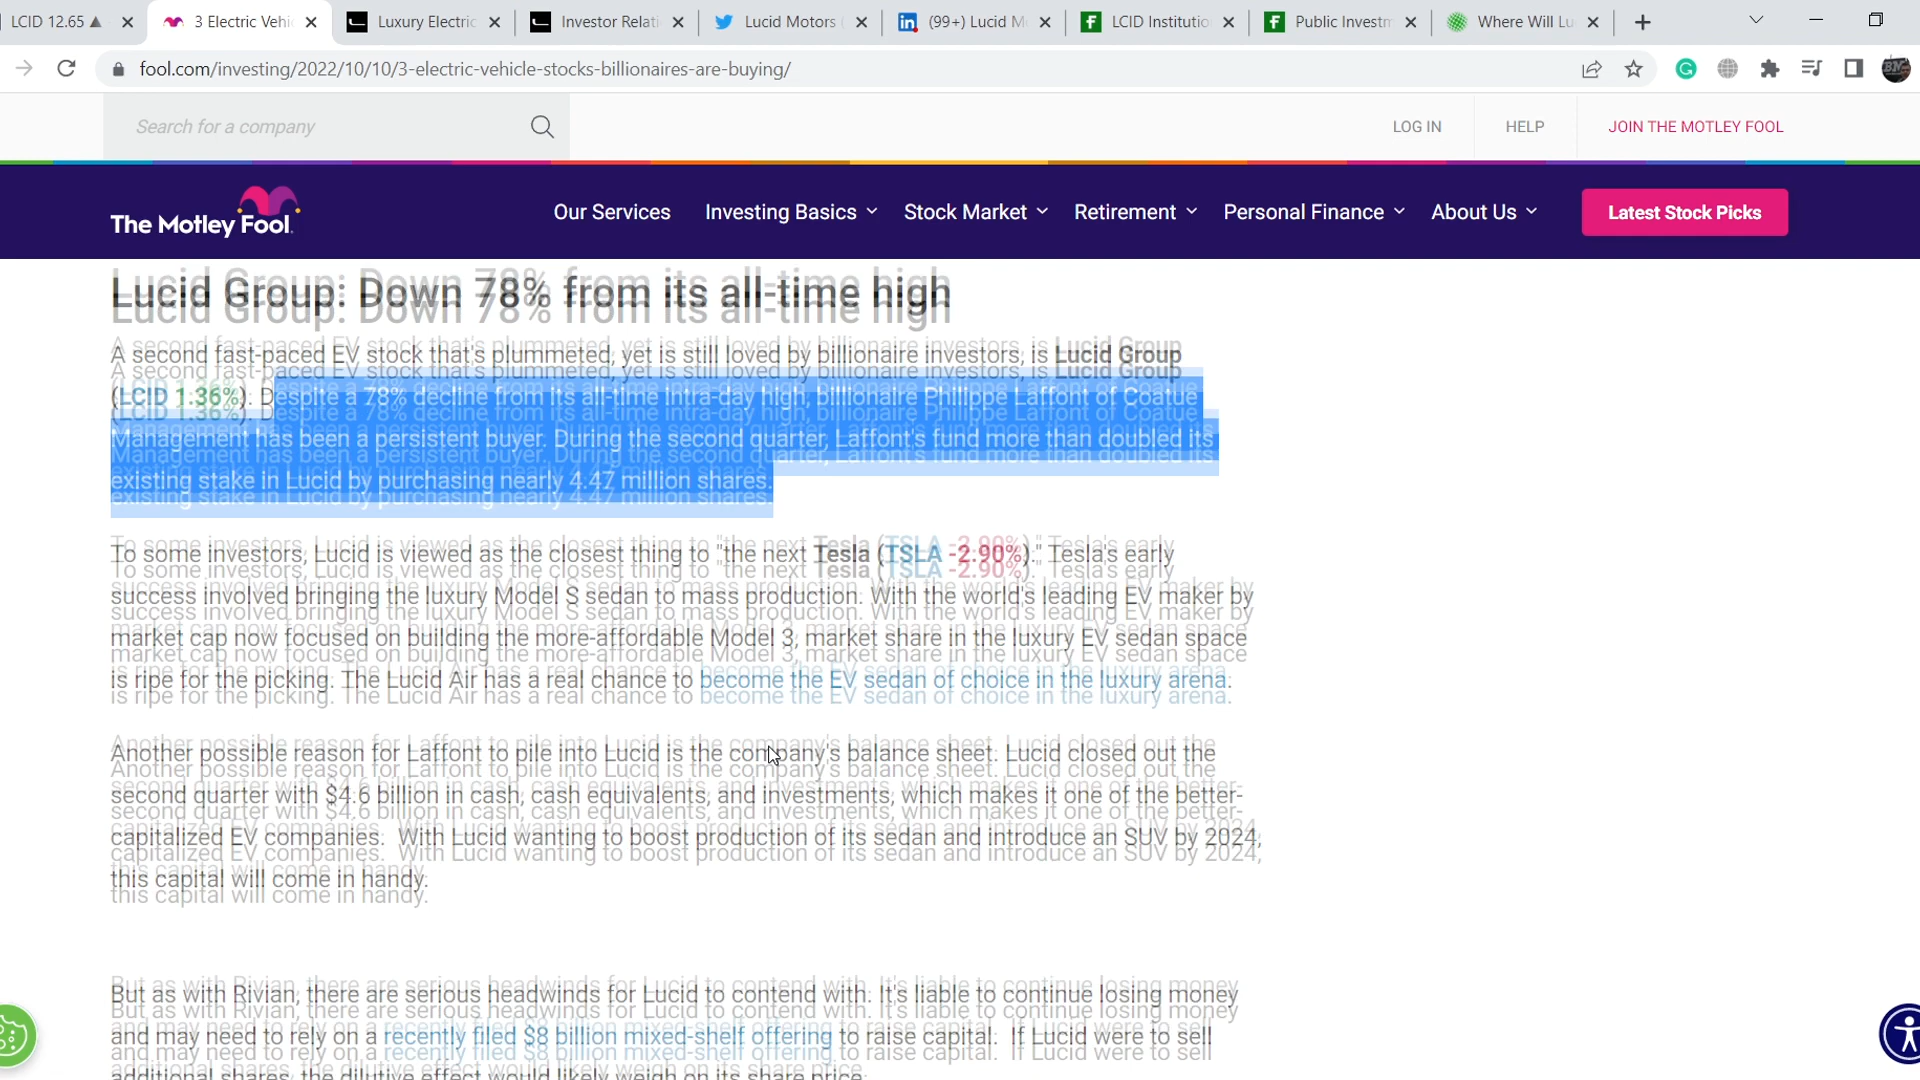 LCID 12.65 ▲
3 Electric Vehic
Luxury Electric
Investor Relati
Lucid Motors (
(99+) Lucid M
LCID Institutio
Public Investm
Where Will Lu
fool.com/investing/2022/10/10/3-electric-vehicle-stocks-billionaires-are-buying/
Search for a company
LOG IN
HELP
JOIN THE MOTLEY FOOL
The Motley Fool.
Our Services
Investing Basics
Stock Market
Retirement
Personal Finance
About Us
Latest Stock Picks
Lucid Group: Down 78% from its all-time high
A second fast-paced EV stock that's plummeted, yet is still loved by billionaire investors, is Lucid Group
(LCID 1.36%). Despite a 78% decline from its all-time intra-day high, billionaire Philippe Laffont of Coatue
Management has been a persistent buyer. During the second quarter, Laffont's fund more than doubled its
existing stake in Lucid by purchasing nearly 4.47 million shares.
To some investors, Lucid is viewed as the closest thing to "the next Tesla (TSLA -2.90%)." Tesla's early
success involved bringing the luxury Model S sedan to mass production. With the world's leading EV maker by
market cap now focused on building the more-affordable Model 3, market share in the luxury EV sedan space
is ripe for the picking. The Lucid Air has a real chance to become the EV sedan of choice in the luxury arena.
Another possible reason for Laffont to pile into Lucid is the company's balance sheet. Lucid closed out the
second quarter with $4.6 billion in cash, cash equivalents, and investments, which makes it one of the better-
capitalized EV companies. With Lucid wanting to boost production of its sedan and introduce an SUV by 2024,
this capital will come in handy.
But as with Rivian, there are serious headwinds for Lucid to contend with. It's liable to continue losing money
and may need to rely on a recently filed $8 billion mixed-shelf offering to raise capital. If Lucid were to sell
additional shares, the dilutive effect would likely weigh on its share price.